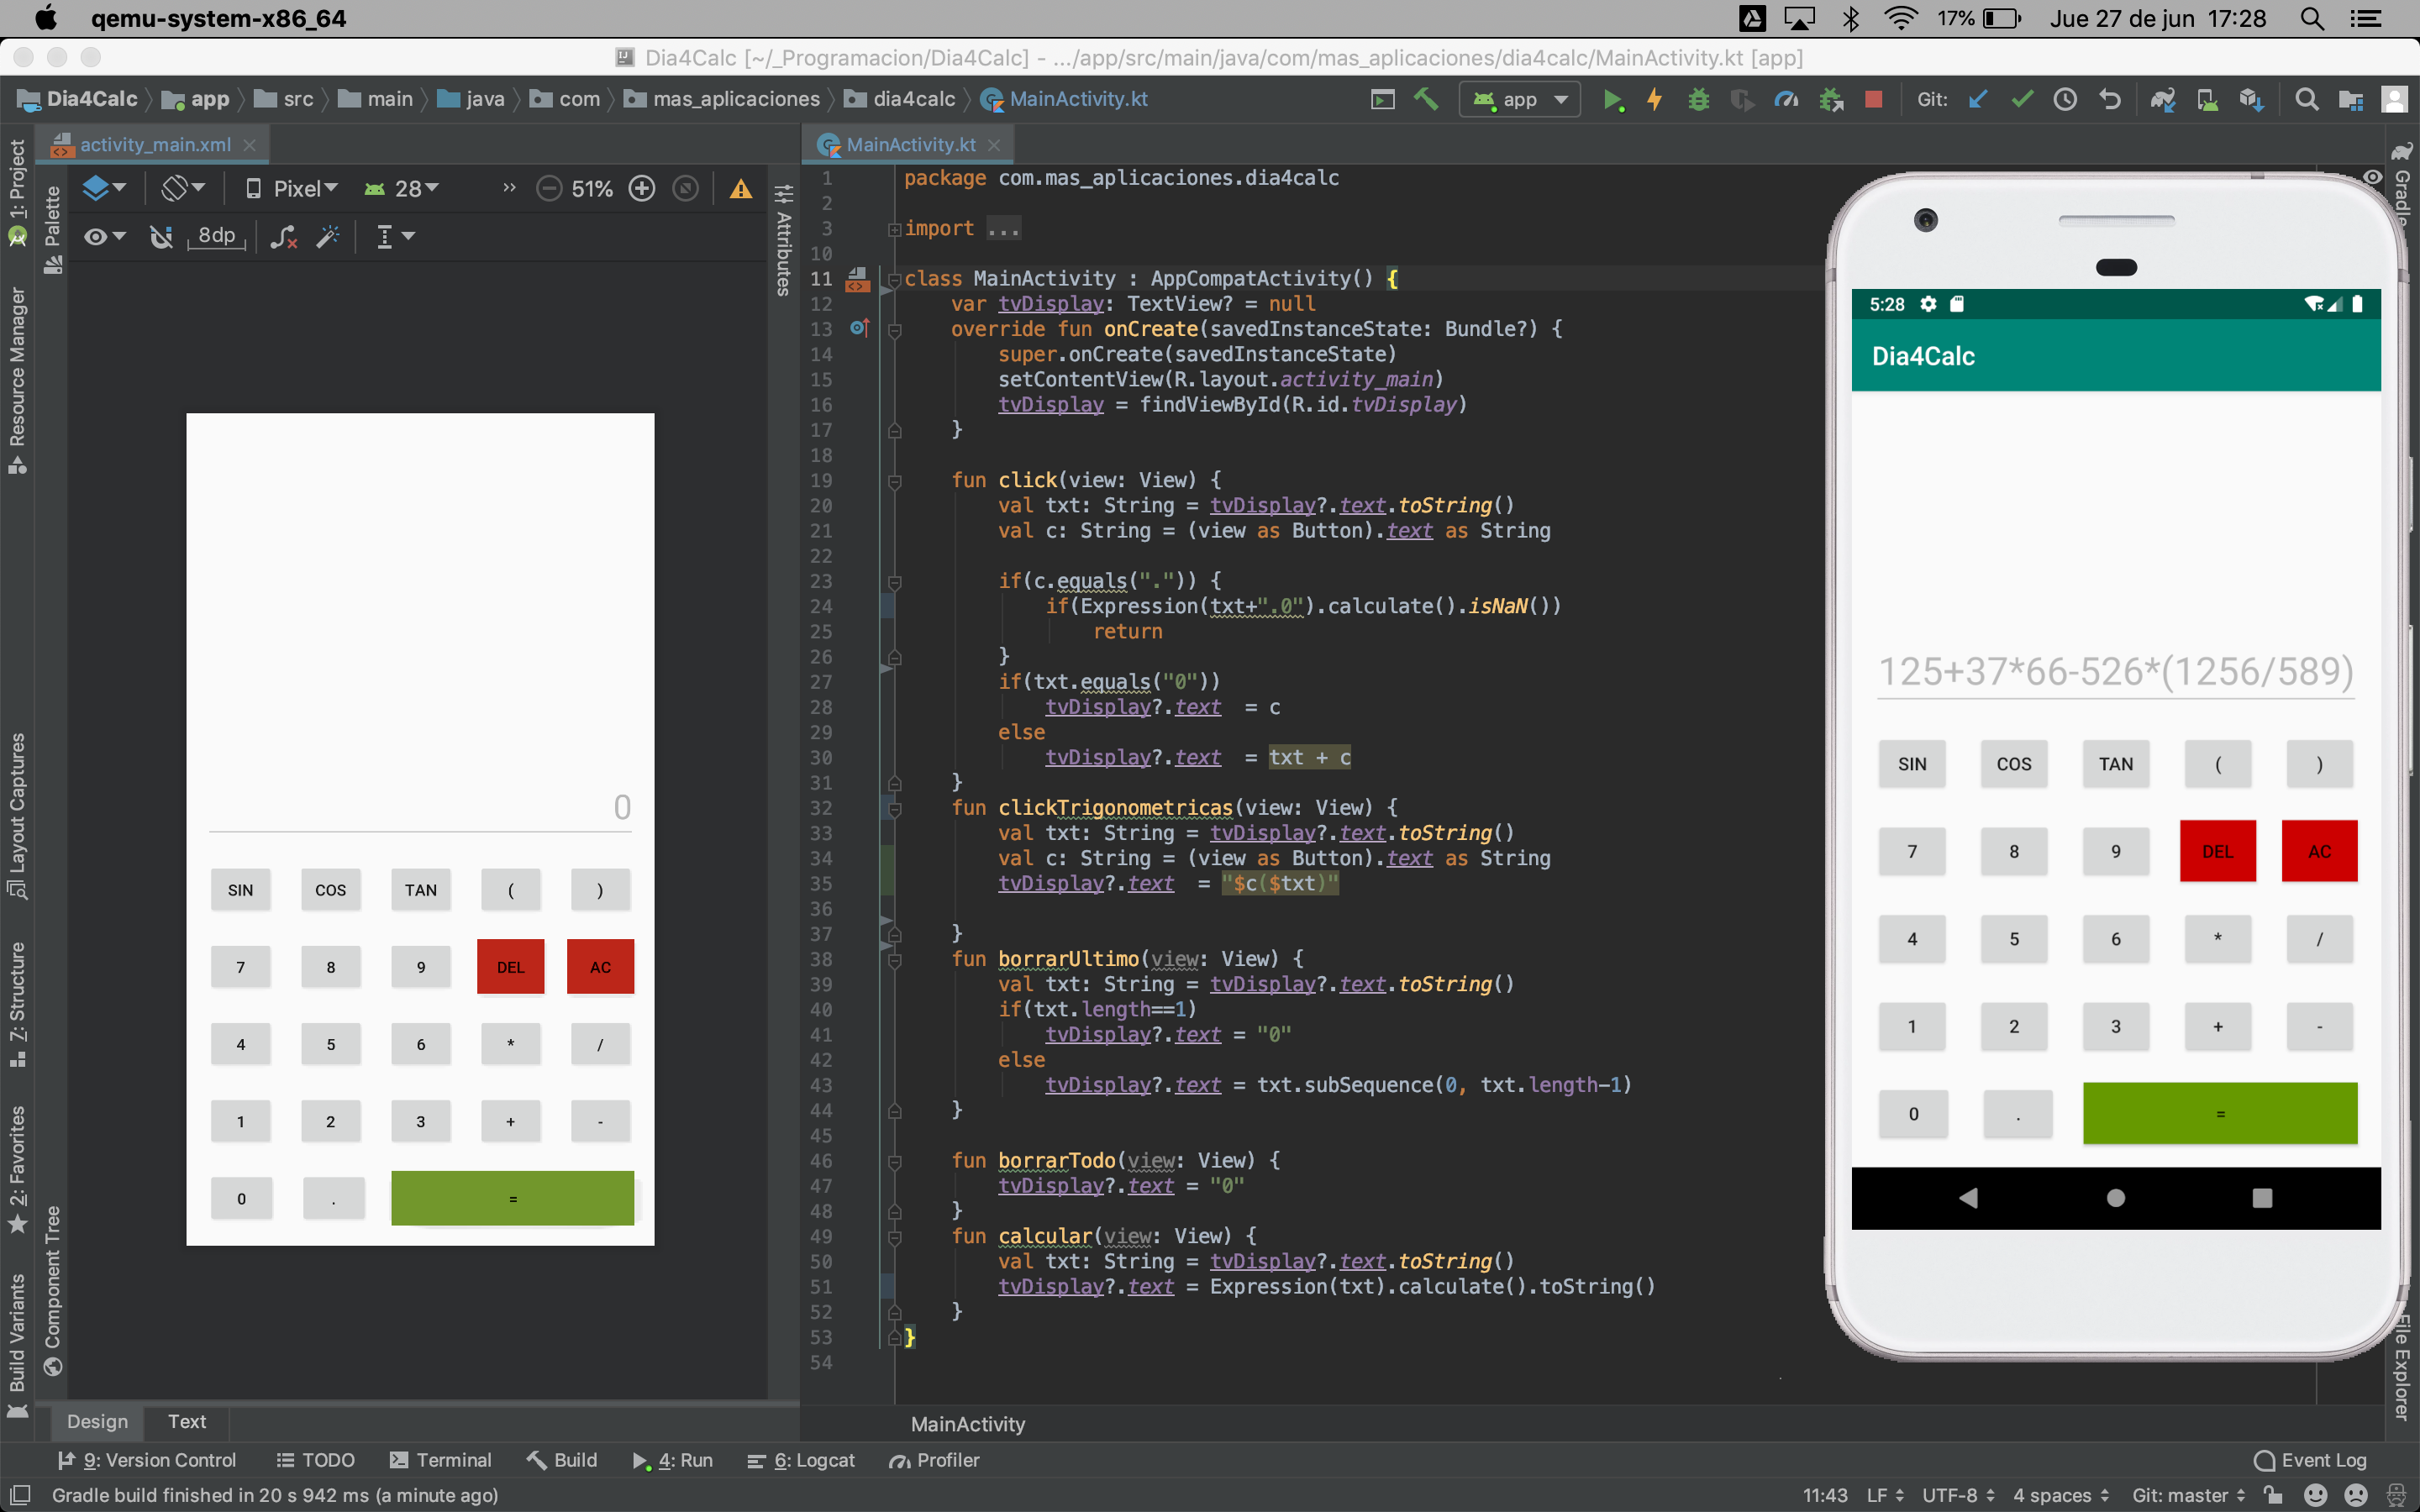 qemu-system-x86_64
17%
Jue 27 de jun 17:28
Dia4Calc [~/_Programacion/Dia4Calc] - .../app/src/main/java/com/mas_aplicaciones/dia4calc/MainActivity.kt [app]
Dia4Calc app src main java com mas_aplicaciones dia4calc MainActivity.kt
app
Git:
1: Project
Resource Manager
Layout Captures
7: Structure
2: Favorites
Build Variants
activity_main.xml
Palette
Pixel 28 51%
8dp
Attributes
Component Tree
0
SIN COS TAN ( )
7 8 9 DEL AC
4 5 6 * /
1 2 3 + -
0 . =
Design Text
MainActivity.kt
1 package com.mas_aplicaciones.dia4calc
2
3 import ...
10
11 class MainActivity : AppCompatActivity() {
12     var tvDisplay: TextView? = null
13     override fun onCreate(savedInstanceState: Bundle?) {
14         super.onCreate(savedInstanceState)
15         setContentView(R.layout.activity_main)
16         tvDisplay = findViewById(R.id.tvDisplay)
17     }
18
19     fun click(view: View) {
20         val txt: String = tvDisplay?.text.toString()
21         val c: String = (view as Button).text as String
22
23         if(c.equals(".")) {
24             if(Expression(txt+".0").calculate().isNaN())
25                 return
26         }
27         if(txt.equals("0"))
28             tvDisplay?.text  = c
29         else
30             tvDisplay?.text  = txt + c
31     }
32     fun clickTrigonometricas(view: View) {
33         val txt: String = tvDisplay?.text.toString()
34         val c: String = (view as Button).text as String
35         tvDisplay?.text  = "$c($txt)"
36
37     }
38     fun borrarUltimo(view: View) {
39         val txt: String = tvDisplay?.text.toString()
40         if(txt.length==1)
41             tvDisplay?.text = "0"
42         else
43             tvDisplay?.text = txt.subSequence(0, txt.length-1)
44     }
45
46     fun borrarTodo(view: View) {
47         tvDisplay?.text = "0"
48     }
49     fun calcular(view: View) {
50         val txt: String = tvDisplay?.text.toString()
51         tvDisplay?.text = Expression(txt).calculate().toString()
52     }
53 }
54
MainActivity
5:28
Dia4Calc
125+37*66-526*(1256/589)
SIN COS TAN ( )
7 8 9 DEL AC
4 5 6 * /
1 2 3 + -
0 . =
Gradle
File Explorer
9: Version Control TODO Terminal Build 4: Run 6: Logcat Profiler Event Log
Gradle build finished in 20 s 942 ms (a minute ago)
11:43 LF UTF-8 4 spaces Git: master